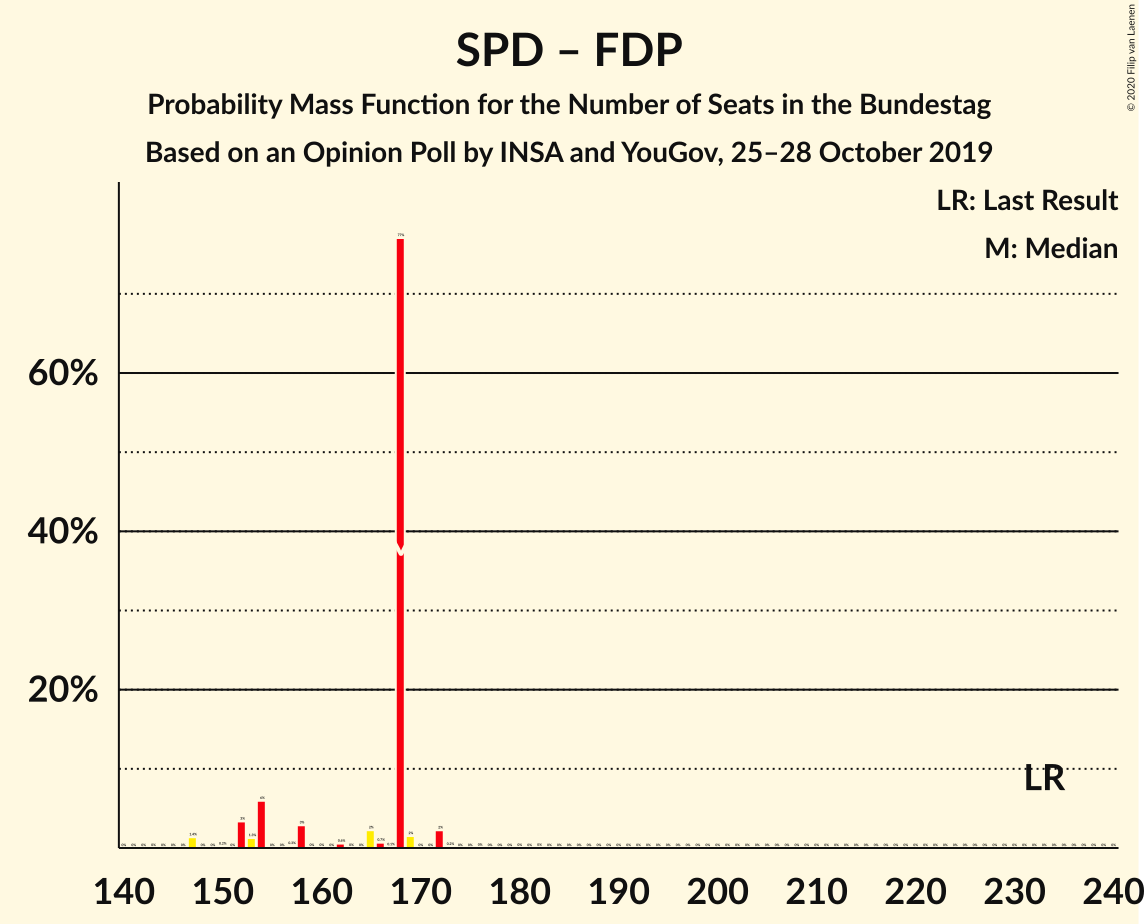 SPD – FDP
Probability Mass Function for the Number of Seats in the Bundestag
Based on an Opinion Poll by INSA and YouGov, 25–28 October 2019
© 2020 Filip van Laenen
LR: Last Result
M: Median
60%
40%
20%
77%
M
LR
140 150 160 170 180 190 200 210 220 230 240